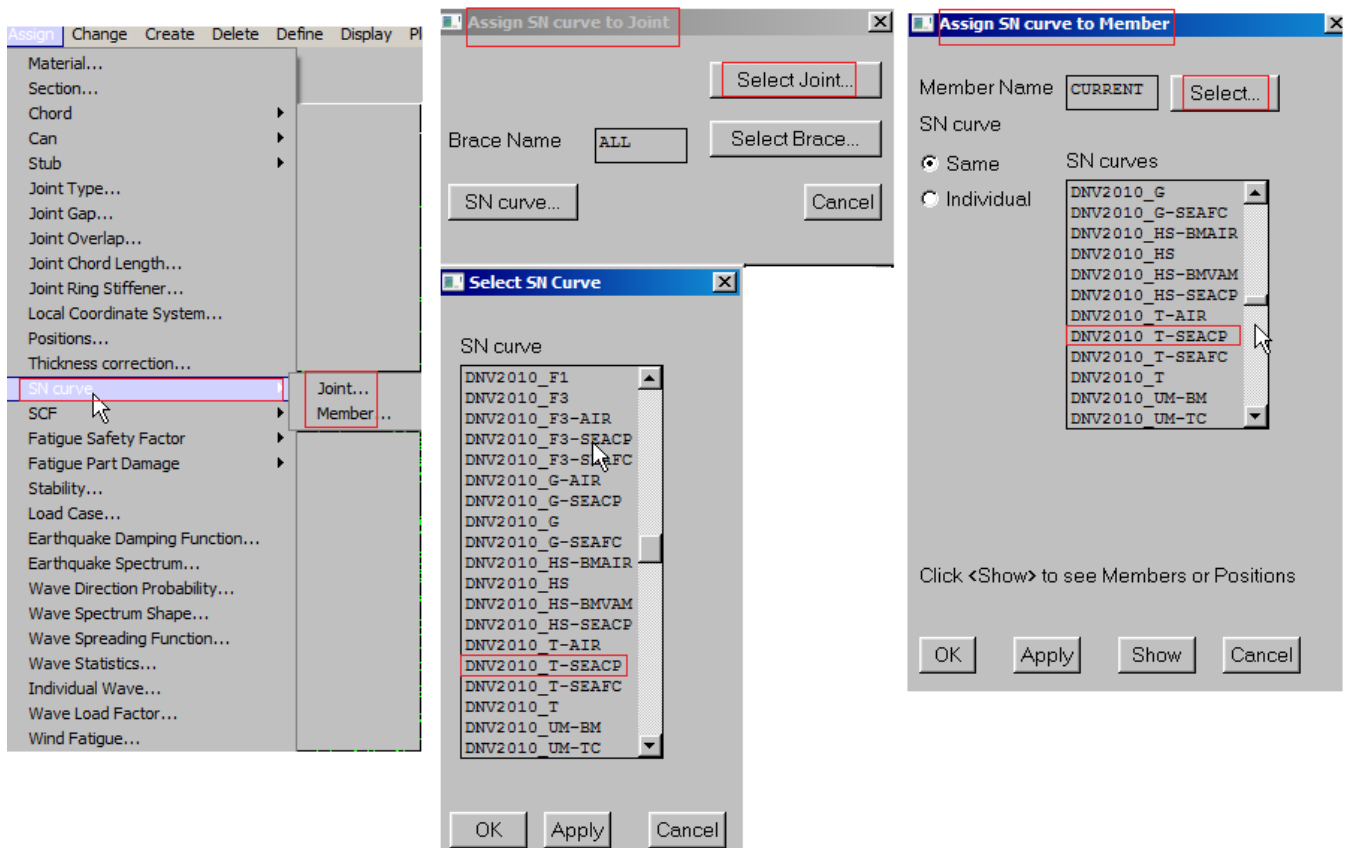 Assign Change Create Delete Define Display Pl
Material...
Section...
Chord
Can
Stub
Joint Type...
Joint Gap...
Joint Overlap...
Joint Chord Length...
Joint Ring Stiffener...
Local Coordinate System...
Positions...
Thickness correction...
SN curve
SCF
Fatigue Safety Factor
Fatigue Part Damage
Stability...
Load Case...
Earthquake Damping Function...
Earthquake Spectrum...
Wave Direction Probability...
Wave Spectrum Shape...
Wave Spreading Function...
Wave Statistics...
Individual Wave...
Wave Load Factor...
Wind Fatigue...
Joint...
Member...
Assign SN curve to Joint
Select Joint...
Brace Name ALL Select Brace...
SN curve... Cancel
Select SN Curve
SN curve
DNV2010_F1
DNV2010_F3
DNV2010_F3-AIR
DNV2010_F3-SEACP
DNV2010_F3-SEAFC
DNV2010_G-AIR
DNV2010_G-SEACP
DNV2010_G
DNV2010_G-SEAFC
DNV2010_HS-BMAIR
DNV2010_HS
DNV2010_HS-BMVAM
DNV2010_HS-SEACP
DNV2010_T-AIR
DNV2010_T-SEACP
DNV2010_T-SEAFC
DNV2010_T
DNV2010_UM-BM
DNV2010_UM-TC
OK Apply Cancel
Assign SN curve to Member
Member Name CURRENT Select...
SN curve
Same
Individual
SN curves
DNV2010_G
DNV2010_G-SEAFC
DNV2010_HS-BMAIR
DNV2010_HS
DNV2010_HS-BMVAM
DNV2010_HS-SEACP
DNV2010_T-AIR
DNV2010_T-SEACP
DNV2010_T-SEAFC
DNV2010_T
DNV2010_UM-BM
DNV2010_UM-TC
Click <Show> to see Members or Positions
OK Apply Show Cancel